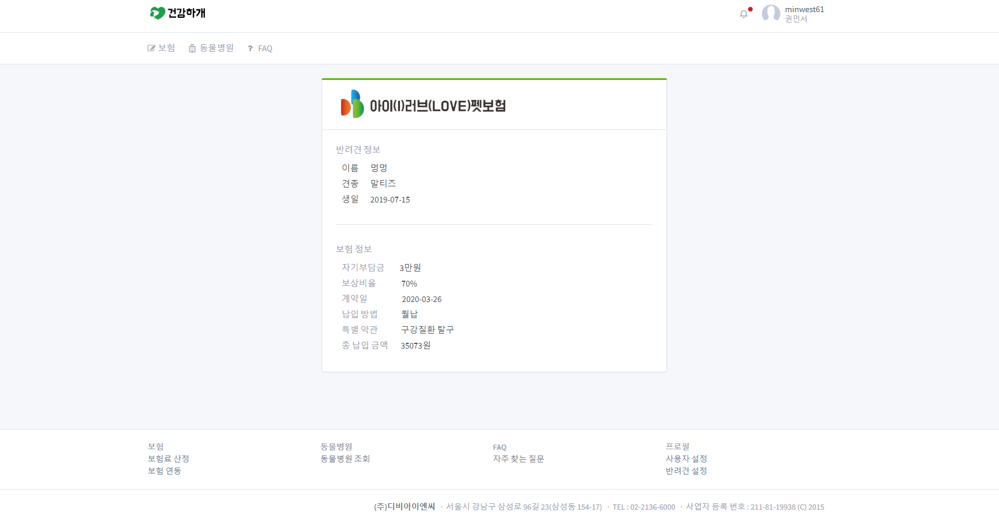 건강하개
minwest61
권민서
보험 동물병원 ? FAQ
아이(I)러브(LOVE)펫보험
반려견 정보
이름 멍멍
견종 말티즈
생일 2019-07-15
보험 정보
자기부담금 3만원
보상비율 70%
계약일 2020-03-26
납입 방법 월납
특별 약관 구강질환 탈구
총 납입 금액 35073원
보험 동물병원 FAQ 프로필
보험료 산정 동물병원 조회 자주 찾는 질문 사용자 설정
보험 연동 반려견 설정
(주)디비아이엔씨 · 서울시 강남구 삼성로 96길 23(삼성동 154-17) · TEL : 02-2136-6000 · 사업자 등록 번호 : 211-81-19938 (C) 2015